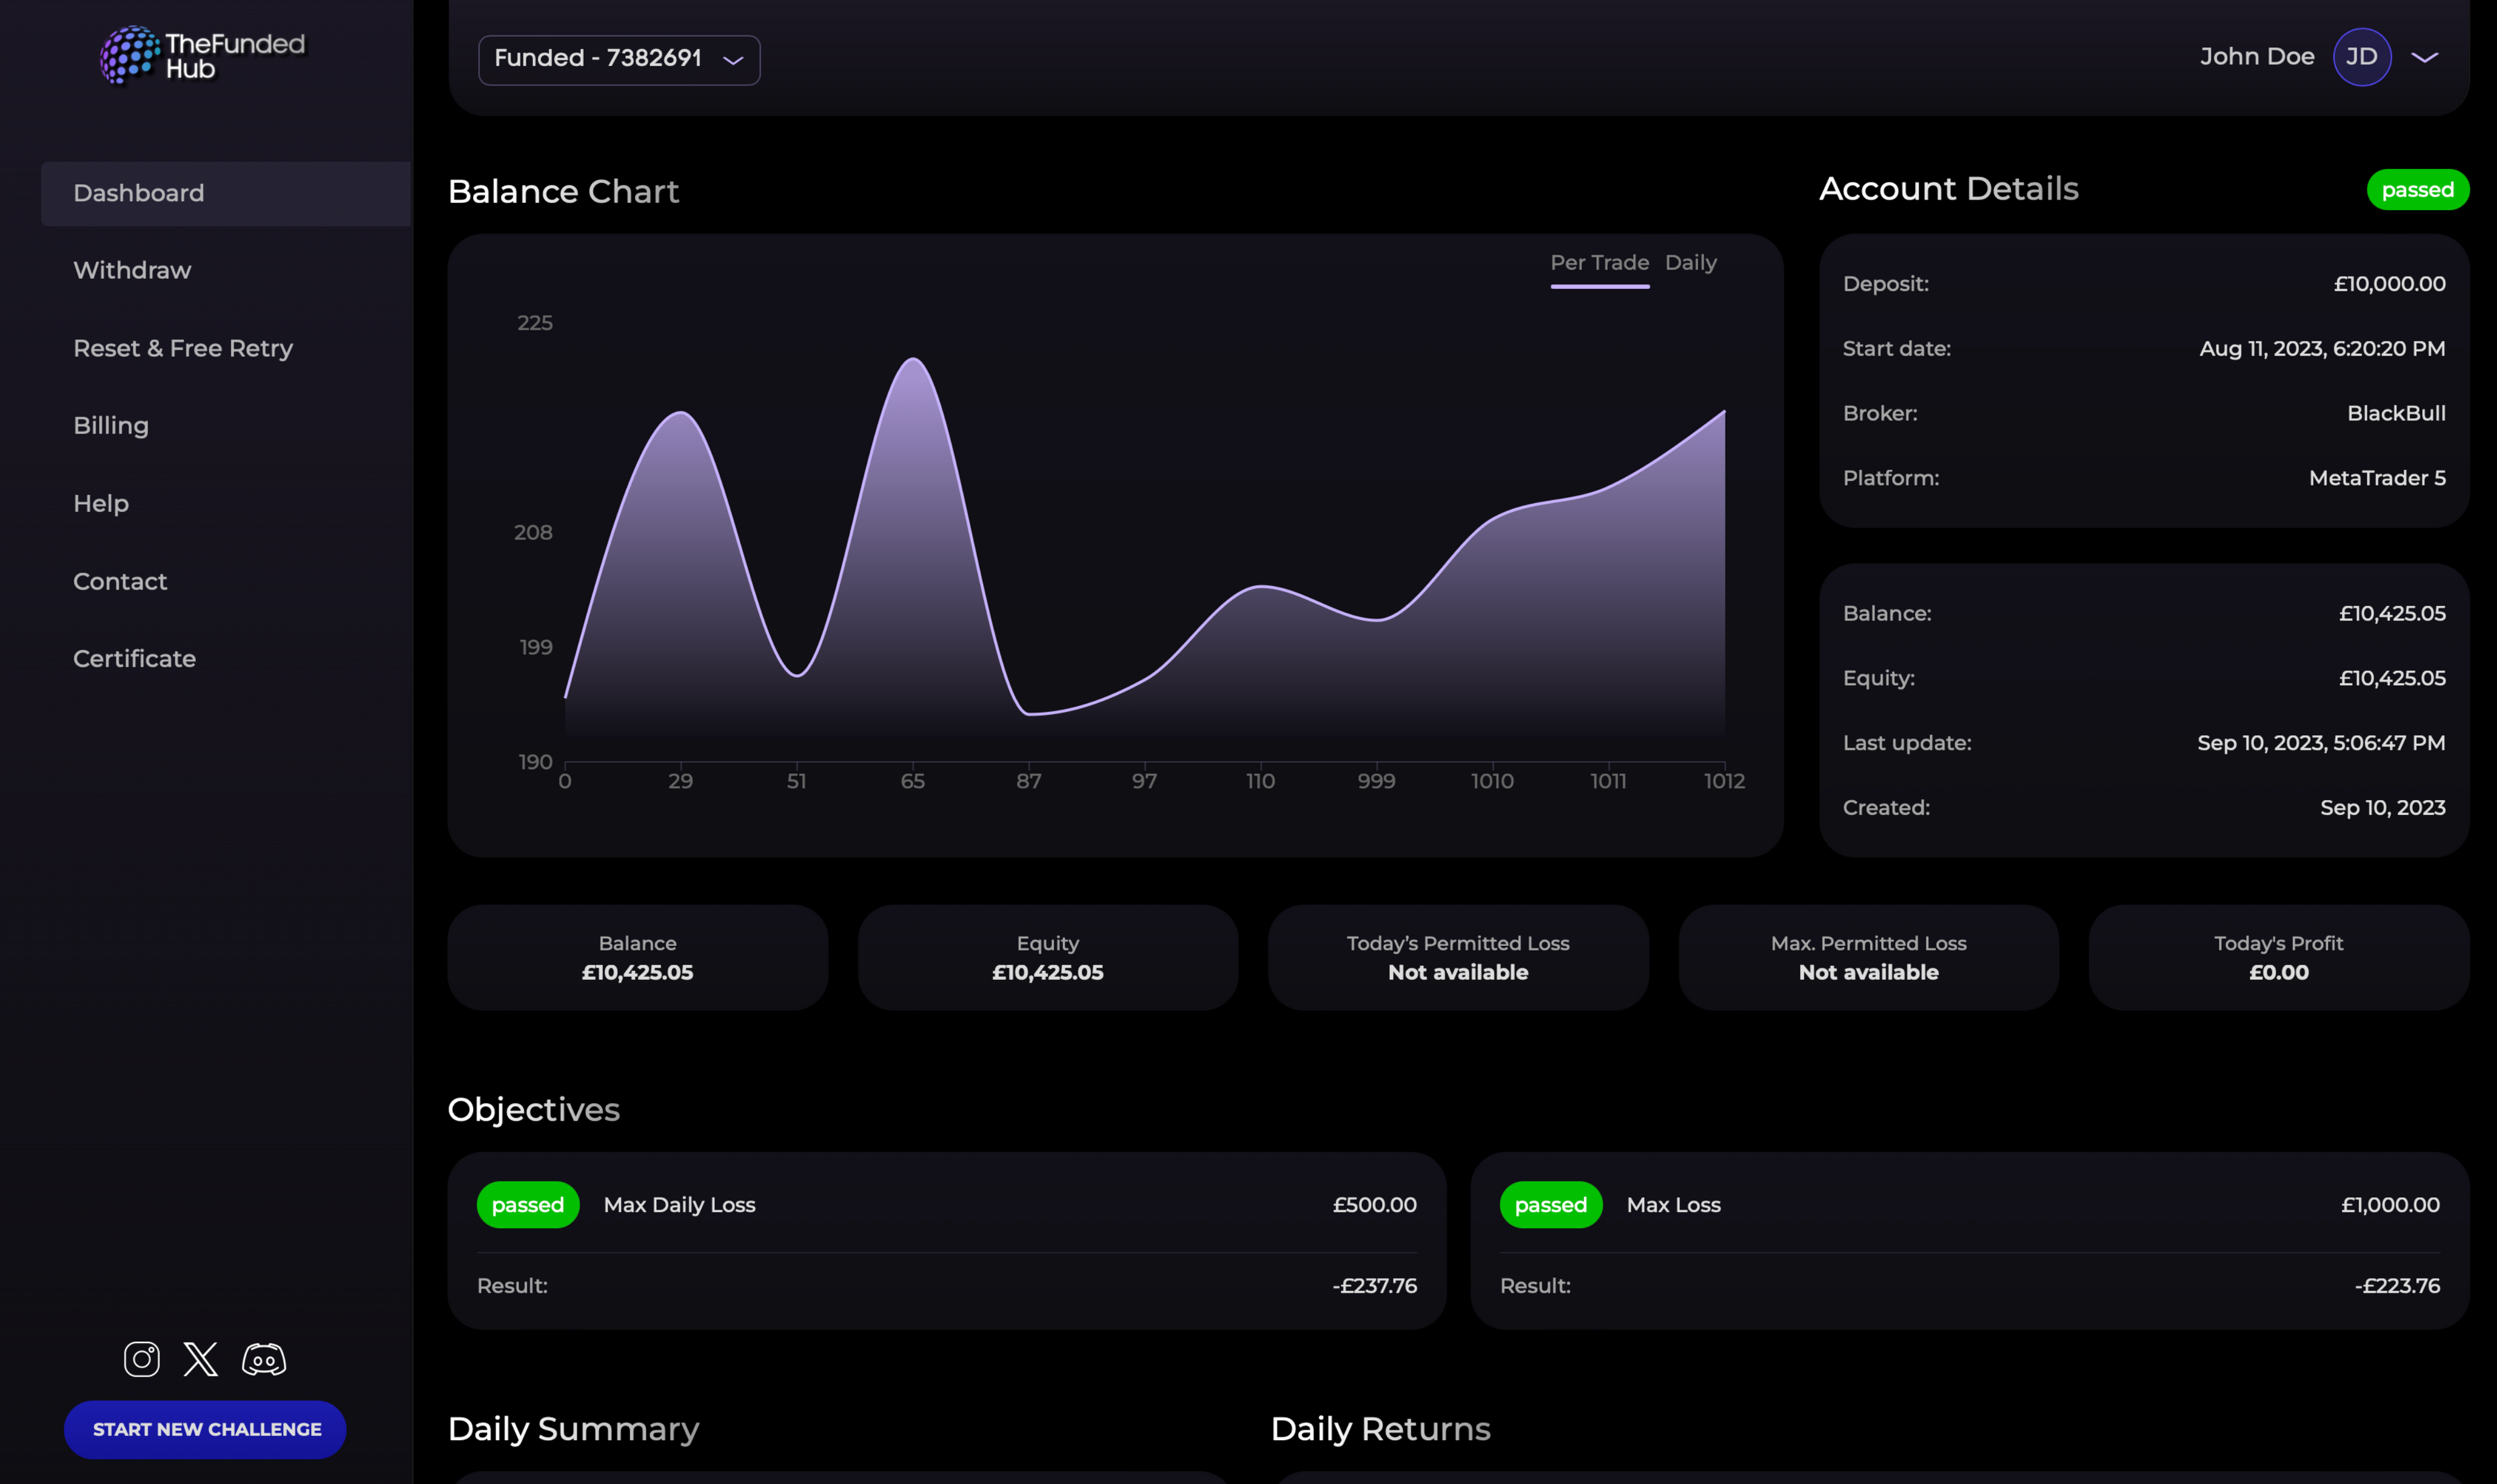 TheFunded
Hub
Dashboard
Withdraw
Reset & Free Retry
Billing
Help
Contact
Certificate
START NEW CHALLENGE
Funded - 7382691
John Doe
JD
Balance Chart
Per Trade Daily
225
208
199
190
0 29 51 65 87 97 110 999 1010 1011 1012
Account Details
passed
Deposit: £10,000.00
Start date: Aug 11, 2023, 6:20:20 PM
Broker: BlackBull
Platform: MetaTrader 5
Balance: £10,425.05
Equity: £10,425.05
Last update: Sep 10, 2023, 5:06:47 PM
Created: Sep 10, 2023
Balance
£10,425.05
Equity
£10,425.05
Today's Permitted Loss
Not available
Max. Permitted Loss
Not available
Today's Profit
£0.00
Objectives
passed Max Daily Loss £500.00
Result: -£237.76
passed Max Loss £1,000.00
Result: -£223.76
Daily Summary
Daily Returns